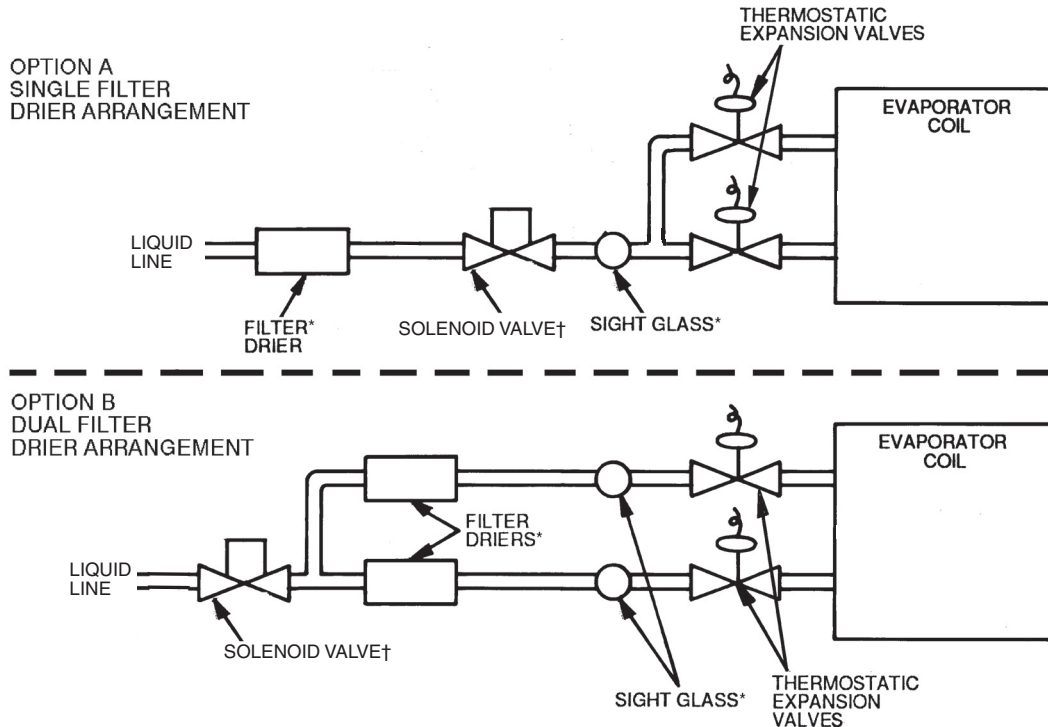 THERMOSTATIC
EXPANSION VALVES
OPTION A
SINGLE FILTER
DRIER ARRANGEMENT
EVAPORATOR
COIL
LIQUID
LINE
FILTER*
DRIER
SOLENOID VALVE†
SIGHT GLASS*
OPTION B
DUAL FILTER
DRIER ARRANGEMENT
EVAPORATOR
COIL
FILTER
DRIERS*
LIQUID
LINE
SOLENOID VALVE†
SIGHT GLASS*
THERMOSTATIC
EXPANSION
VALVES